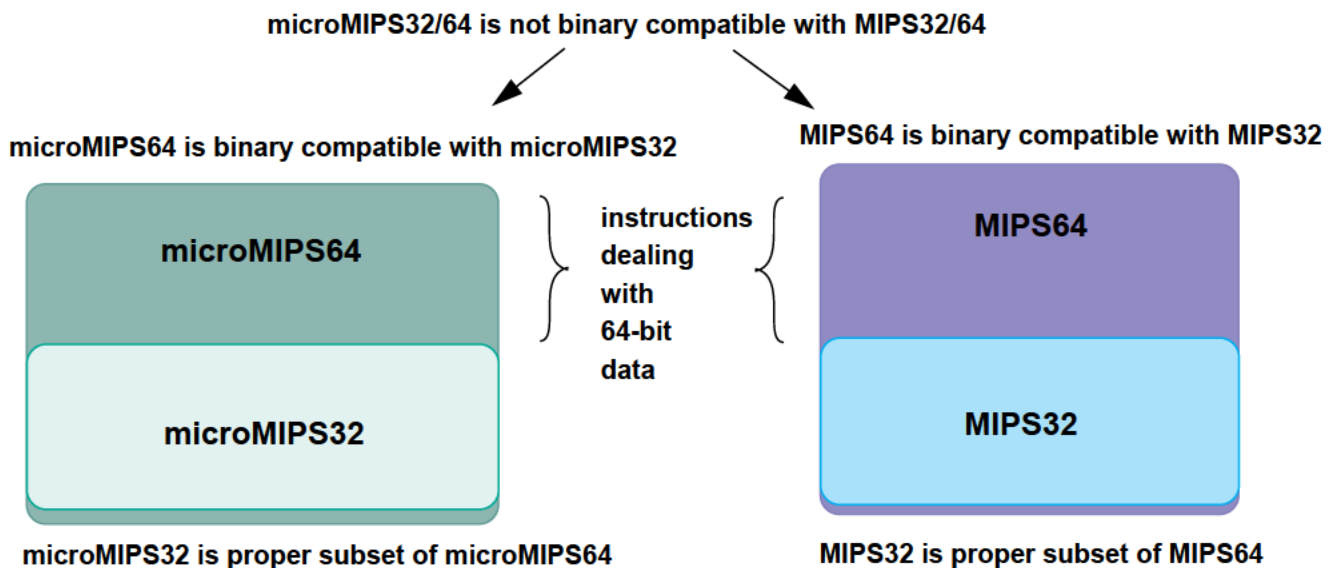 microMIPS32/64 is not binary compatible with MIPS32/64
microMIPS64 is binary compatible with microMIPS32
MIPS64 is binary compatible with MIPS32
microMIPS64
instructions
dealing
with
64-bit
data
MIPS64
microMIPS32
MIPS32
microMIPS32 is proper subset of microMIPS64
MIPS32 is proper subset of MIPS64